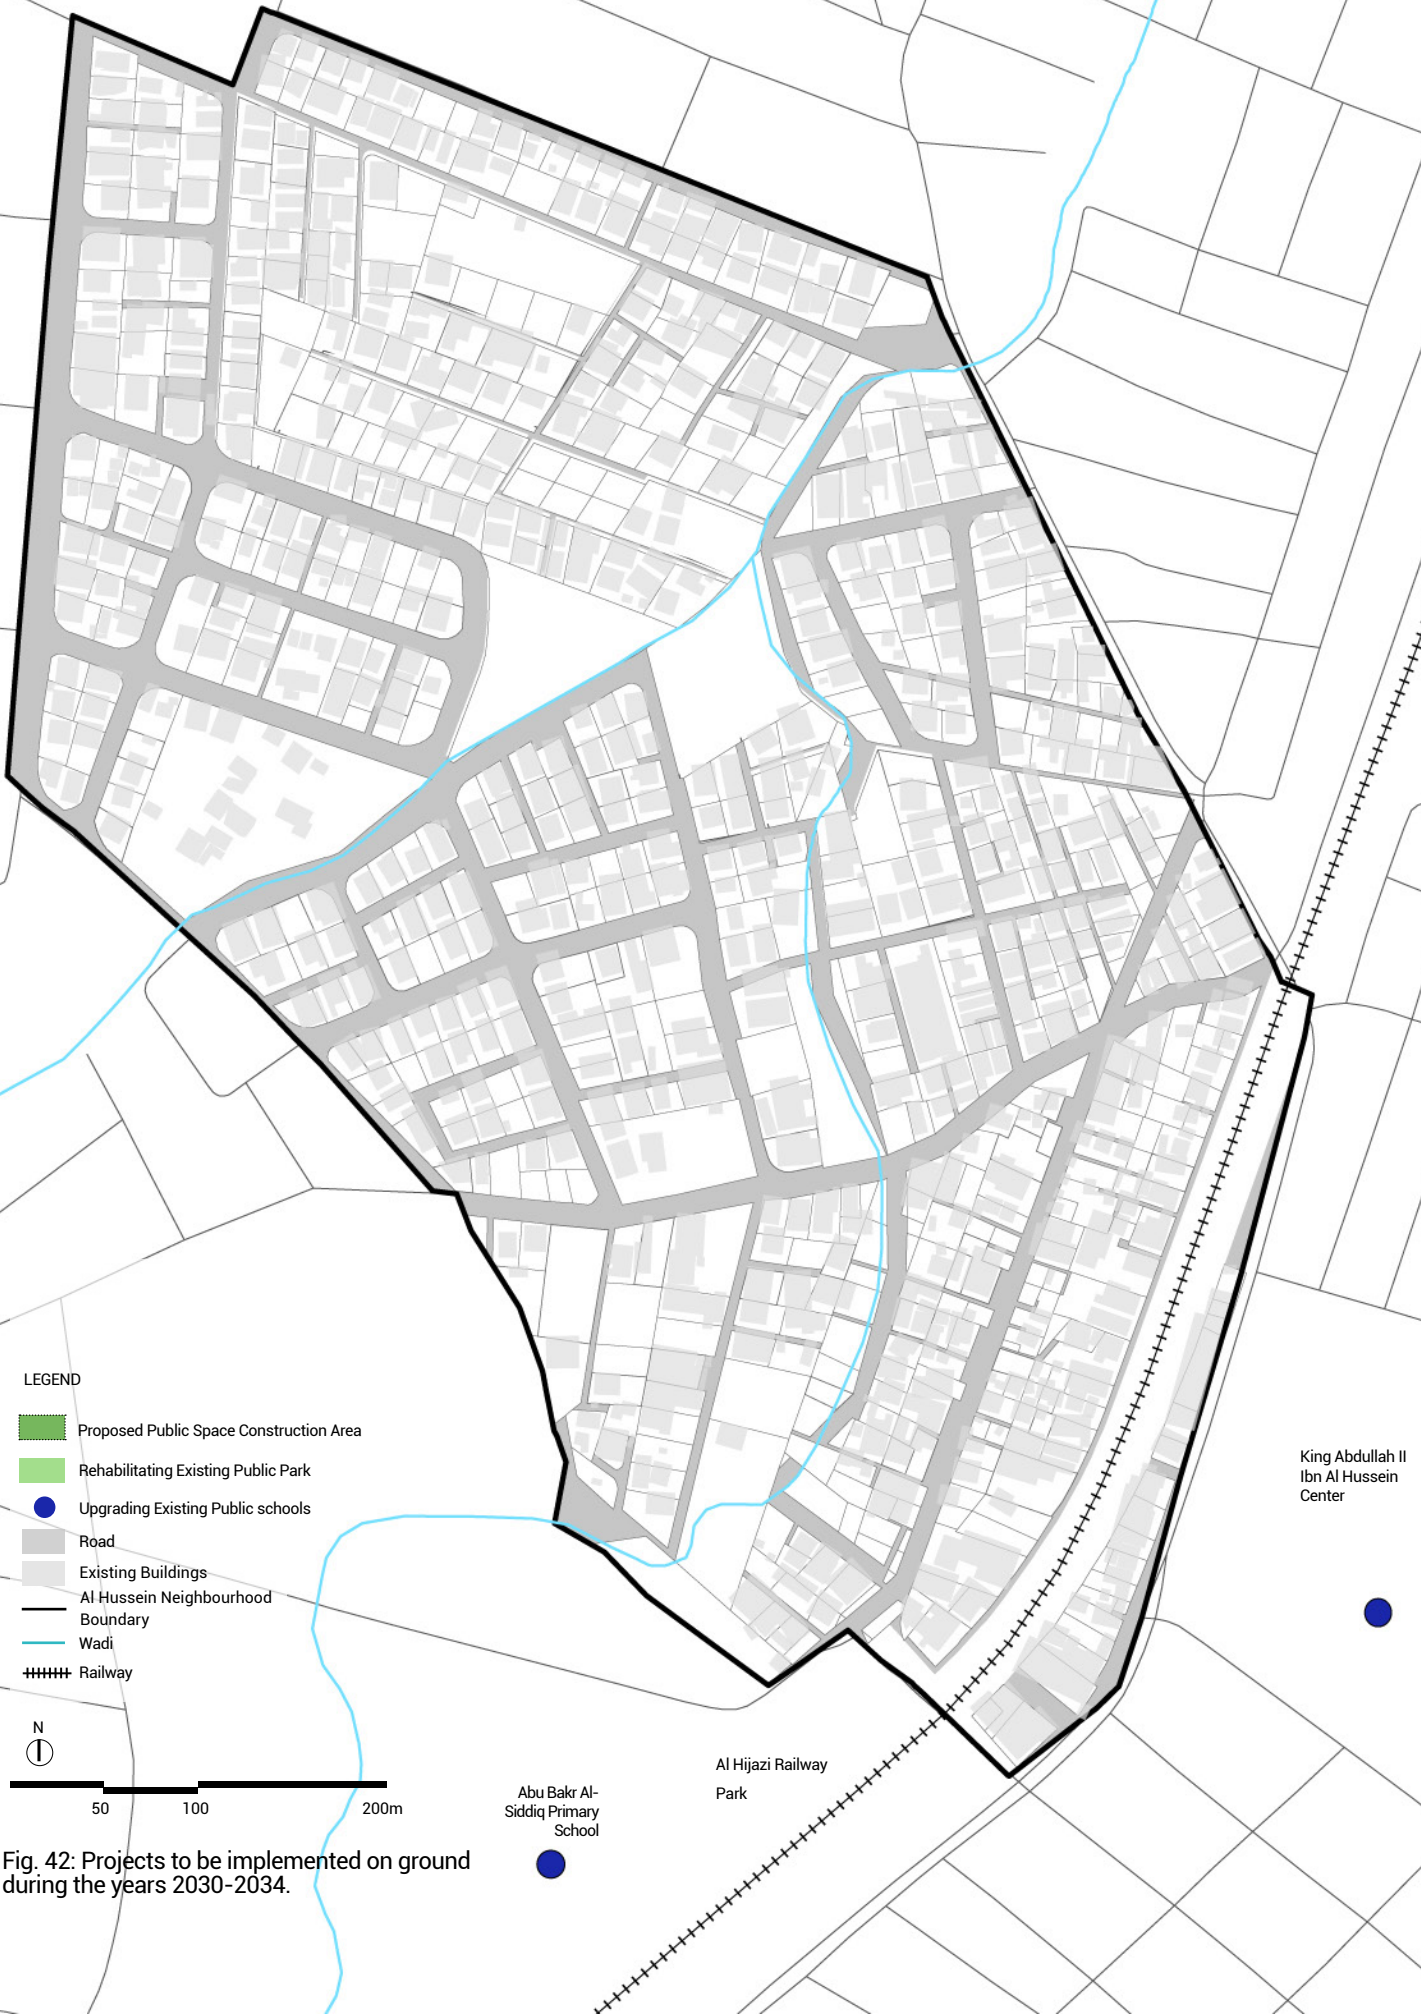 LEGEND
Proposed Public Space Construction Area
Rehabilitating Existing Public Park
Upgrading Existing Public schools
Road
Existing Buildings
Al Hussein Neighbourhood
Boundary
Wadi
Railway
N
50 100 200m
Fig. 42: Projects to be implemented on ground
during the years 2030-2034.
Abu Bakr Al-
Siddiq Primary
School
Al Hijazi Railway
Park
King Abdullah II
Ibn Al Hussein
Center